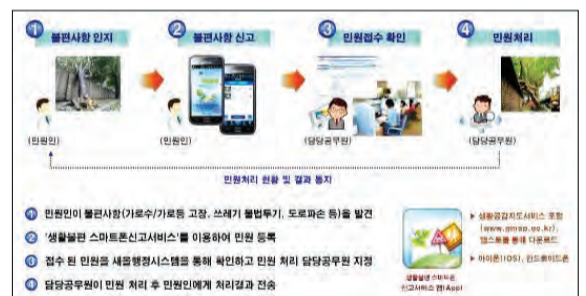 1 불편사항 인지
2 불편사항 신고
3 민원접수 확인
4 민원처리
(민원인)
(민원인)
(담당공무원)
(담당공무원)
민원처리 현황 및 결과 통지
1 민원인이 불편사항(가로수/가로등 고장, 쓰레기 불법투기, 도로파손 등)을 발견
2 '생활불편 스마트폰신고서비스'를 이용하여 민원 등록
3 접수 된 민원을 새올행정시스템을 통해 확인하고 민원 처리 담당공무원 지정
4 담당공무원이 민원 처리 후 민원인에게 처리결과 전송
생활불편 스마트폰
신고서비스 앱(App)
▶ 생활공감지도서비스 포함
(www.gmap.go.kr),
앱스토를 통해 다운로드
▶ 아이폰(IOS), 안드로이드폰